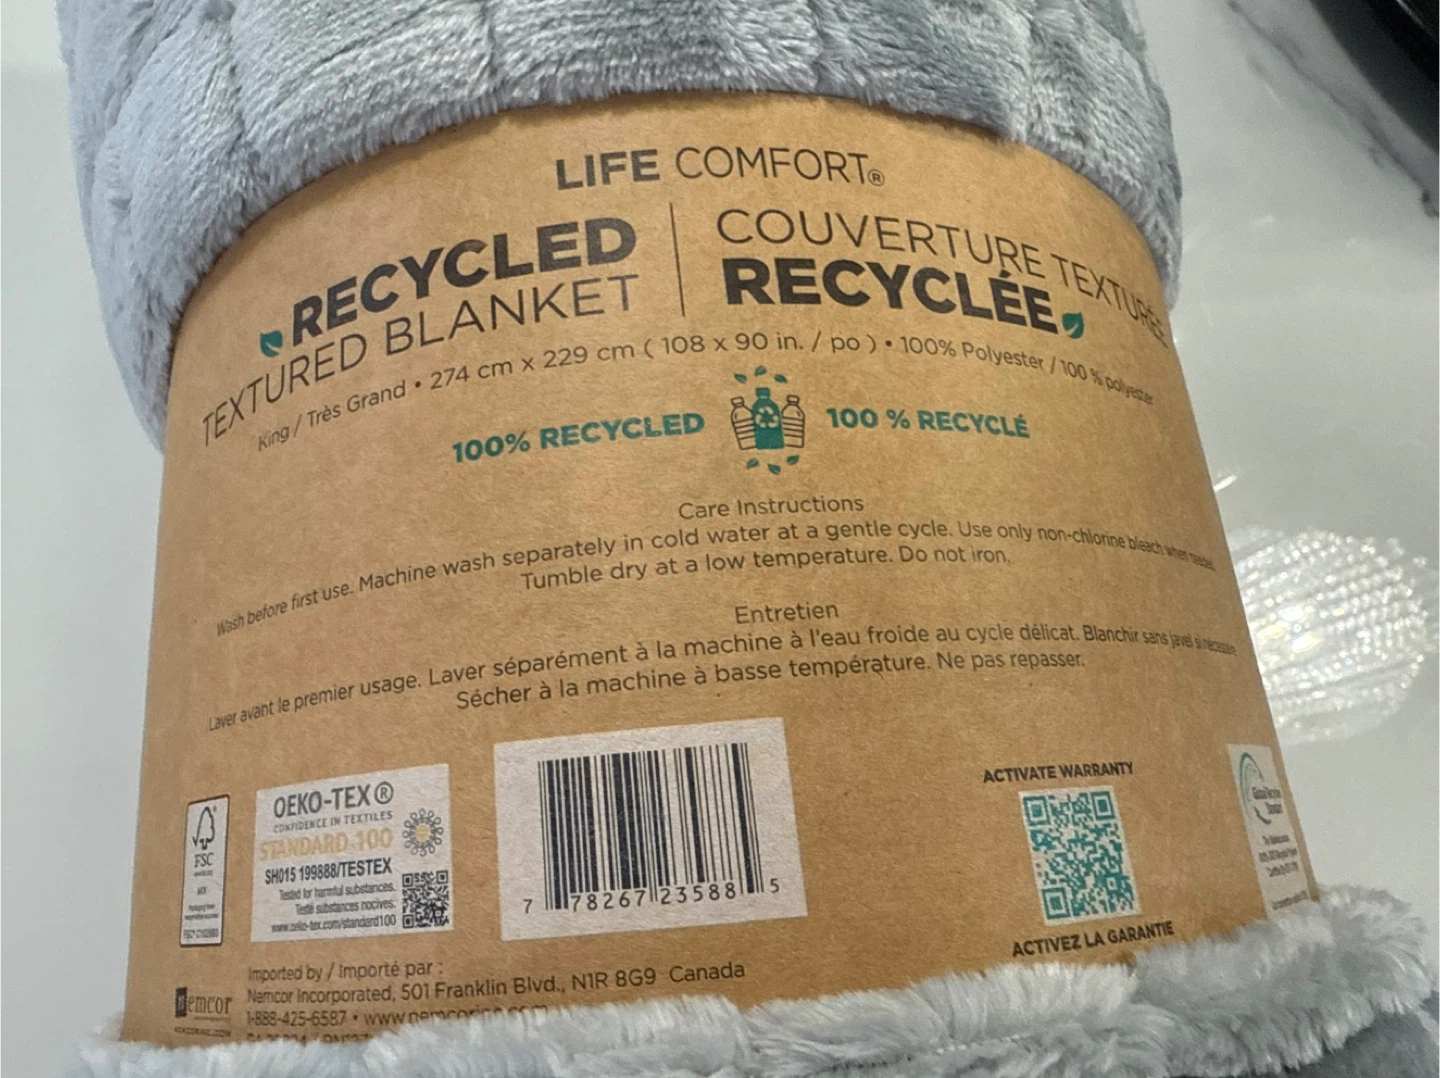 LIFE COMFORT®
RECYCLED
TEXTURED BLANKET
COUVERTURE TEXTURÉE
RECYCLÉE
King / Très Grand • 274 cm x 229 cm ( 108 x 90 in. / po ) • 100% Polyester / 100 % polyester
100% RECYCLED
100 % RECYCLÉ
Care Instructions
Wash before first use. Machine wash separately in cold water at a gentle cycle. Use only non-chlorine bleach when needed.
Tumble dry at a low temperature. Do not iron.
Entretien
Laver avant le premier usage. Laver séparément à la machine à l'eau froide au cycle délicat. Blanchir sans javel si nécessaire.
Sécher à la machine à basse température. Ne pas repasser.
FSC
MIX
OEKO-TEX®
CONFIDENCE IN TEXTILES
STANDARD 100
SH015 199888/TESTEX
Tested for harmful substances.
Testé substances nocives.
www.oeko-tex.com/standard100
7 78267 23588 5
ACTIVATE WARRANTY
ACTIVEZ LA GARANTIE
Global Recycled
Standard
nemcor
Imported by / Importé par :
Nemcor Incorporated, 501 Franklin Blvd., N1R 8G9 Canada
1-888-425-6587 •